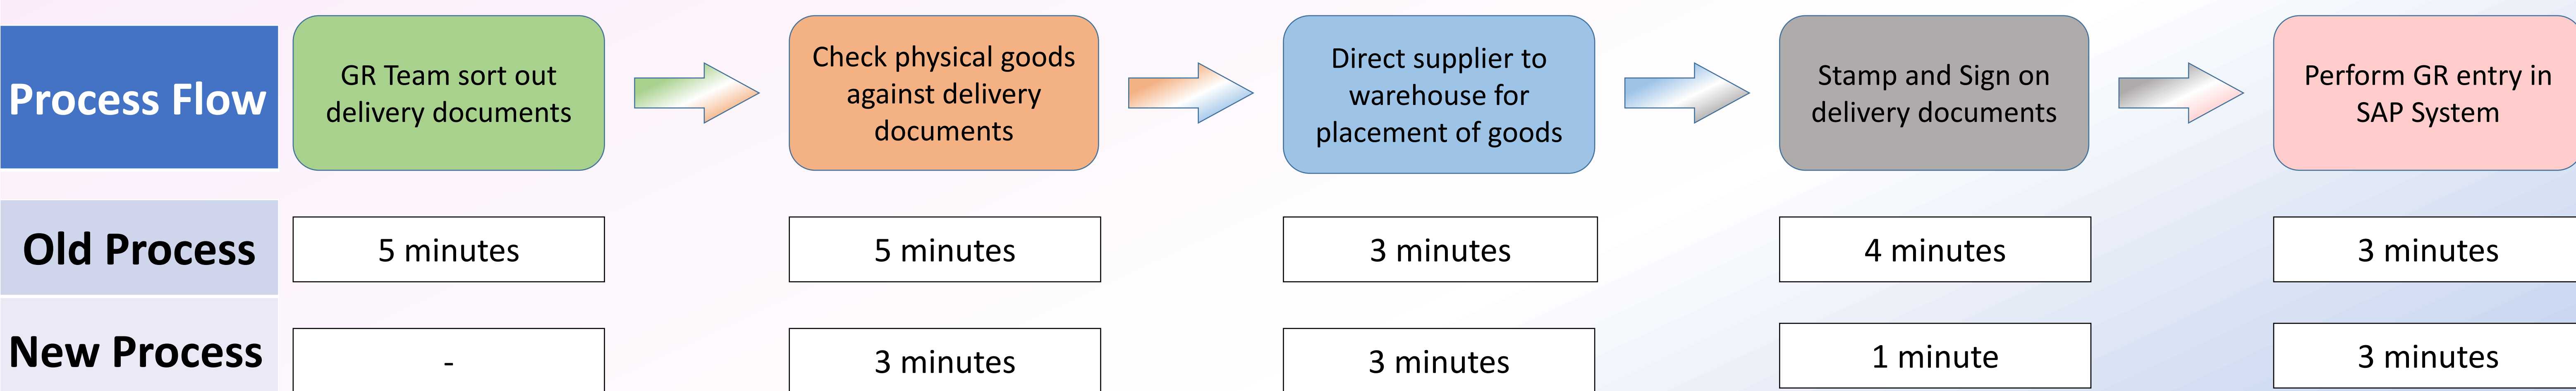 Process Flow
GR Team sort out
delivery documents
Check physical goods
against delivery
documents
Direct supplier to
warehouse for
placement of goods
Stamp and Sign on
delivery documents
Perform GR entry in
SAP System
Old Process
5 minutes
5 minutes
3 minutes
4 minutes
3 minutes
New Process
-
3 minutes
3 minutes
1 minute
3 minutes